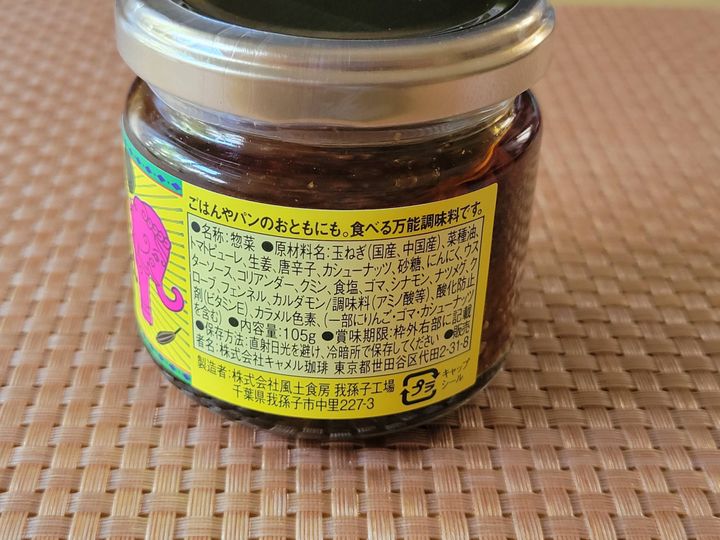 ごはんやパンのおともにも。食べる万能調味料です。
●名称:惣菜 ●原材料名:玉ねぎ(国産、中国産)、菜種油、
トマトピューレ、生姜、唐辛子、カシューナッツ、砂糖、にんにく、ウス
ターソース、コリアンダー、クミン、食塩、ゴマ、シナモン、ナツメグ、ク
ローブ、フェンネル、カルダモン/調味料(アミノ酸等)、酸化防止
剤(ビタミンE)、カラメル色素、(一部にりんご・ゴマ・カシューナッツ
を含む) ●内容量:105g ●賞味期限:枠外右部に記載
●保存方法:直射日光を避け、冷暗所で保存してください ●販売
者名:株式会社キャメル珈琲 東京都世田谷区代田2-31-8
製造者:株式会社風土食房 我孫子工場
千葉県我孫子市中里227-3
プラ
キャップ
シール